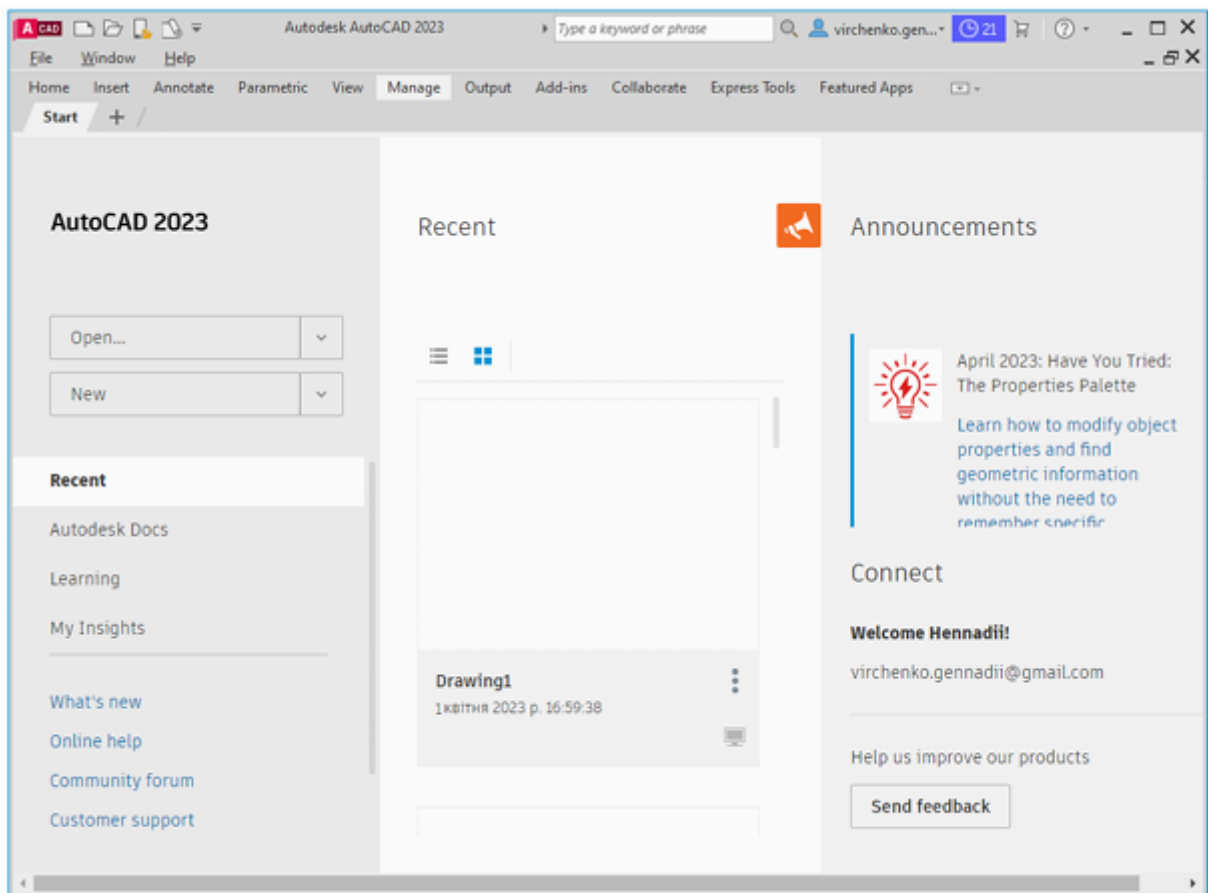 A CAD
Autodesk AutoCAD 2023
Type a keyword or phrase
virchenko.gen...
21
File Window Help
Home Insert Annotate Parametric View Manage Output Add-ins Collaborate Express Tools Featured Apps
Start
AutoCAD 2023
Open...
New
Recent
Autodesk Docs
Learning
My Insights
What's new
Online help
Community forum
Customer support
Recent
Drawing1
1 квітня 2023 р. 16:59:38
Announcements
April 2023: Have You Tried:
The Properties Palette
Learn how to modify object
properties and find
geometric information
without the need to
remember specific
Connect
Welcome Hennadii!
virchenko.gennadii@gmail.com
Help us improve our products
Send feedback